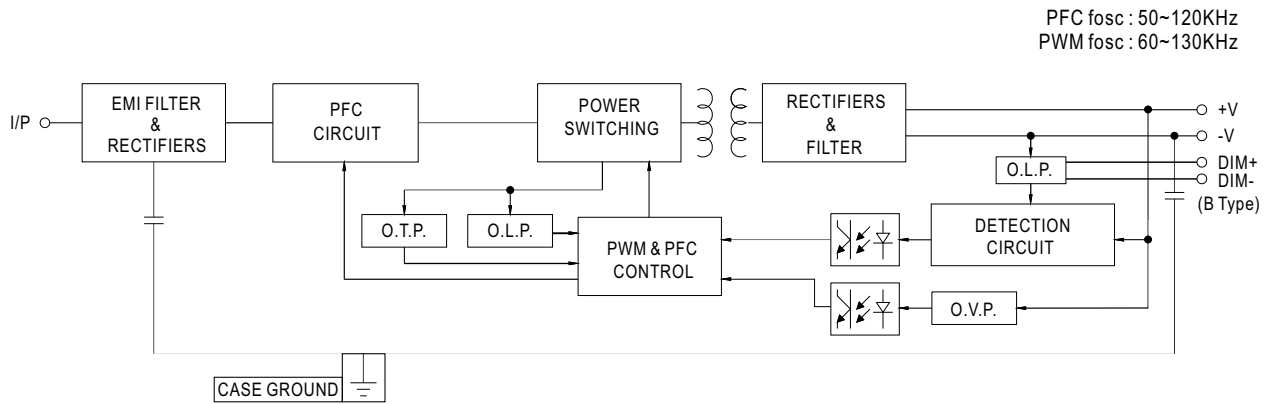 PFC fosc : 50~120KHz
PWM fosc : 60~130KHz
I/P
EMI FILTER
&
RECTIFIERS
PFC
CIRCUIT
POWER
SWITCHING
RECTIFIERS
&
FILTER
+V
-V
DIM+
DIM-
(B Type)
O.L.P.
O.T.P.
O.L.P.
PWM & PFC
CONTROL
DETECTION
CIRCUIT
O.V.P.
CASE GROUND